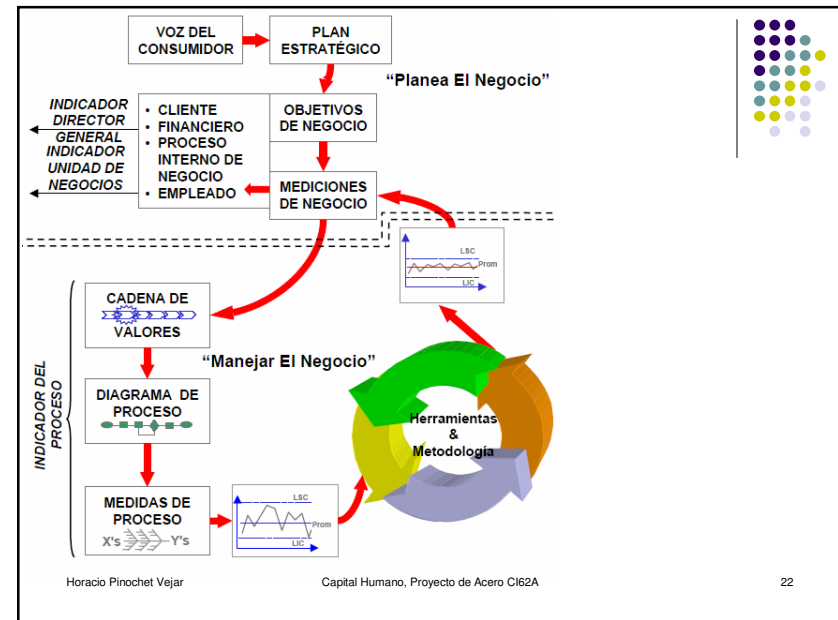 VOZ DEL
CONSUMIDOR
PLAN
ESTRATÉGICO
“Planea El Negocio”
INDICADOR
DIRECTOR
GENERAL
INDICADOR
UNIDAD DE
NEGOCIOS
• CLIENTE
• FINANCIERO
• PROCESO
INTERNO DE
NEGOCIO
• EMPLEADO
OBJETIVOS
DE NEGOCIO
MEDICIONES
DE NEGOCIO
LSC
Prom
LIC
CADENA DE
VALORES
“Manejar El Negocio”
INDICADOR DEL
PROCESO
DIAGRAMA DE
PROCESO
Herramientas
&
Metodología
MEDIDAS DE
PROCESO
X's
Y's
LSC
Prom
LIC
Horacio Pinochet Vejar
Capital Humano, Proyecto de Acero CI62A
22